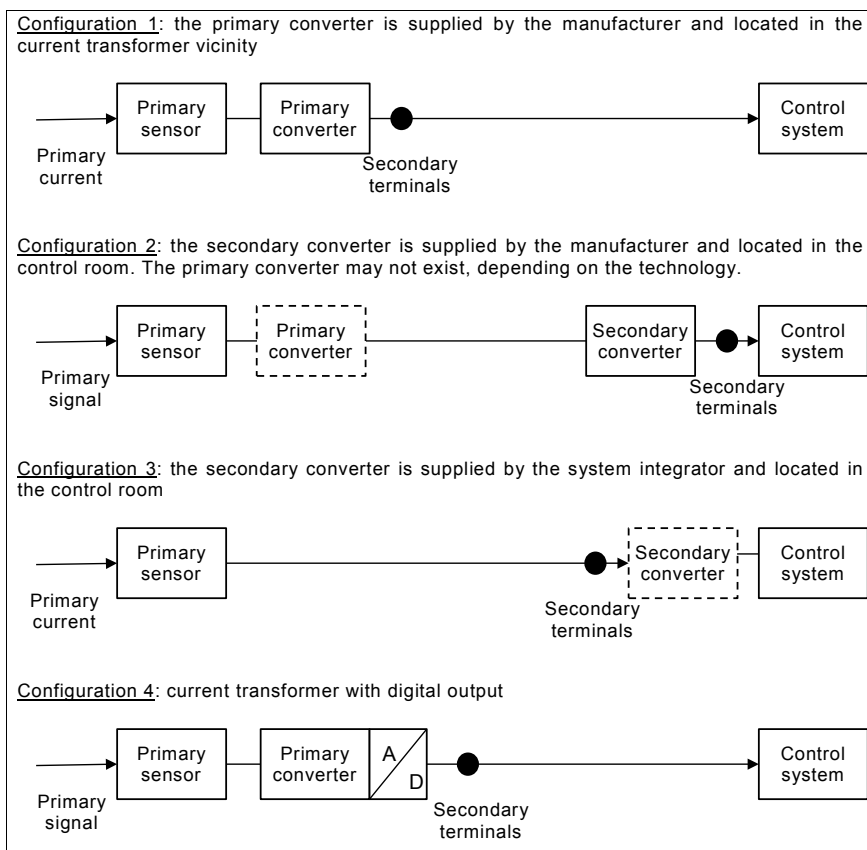 Configuration 1: the primary converter is supplied by the manufacturer and located in the
current transformer vicinity
Primary
sensor
Primary
converter
Control
system
Primary
current
Secondary
terminals
Configuration 2: the secondary converter is supplied by the manufacturer and located in the
control room. The primary converter may not exist, depending on the technology.
Primary
sensor
Primary
converter
Secondary
converter
Control
system
Primary
signal
Secondary
terminals
Configuration 3: the secondary converter is supplied by the system integrator and located in
the control room
Primary
sensor
Secondary
converter
Control
system
Primary
current
Secondary
terminals
Configuration 4: current transformer with digital output
Primary
sensor
Primary
converter
A
D
Control
system
Primary
signal
Secondary
terminals